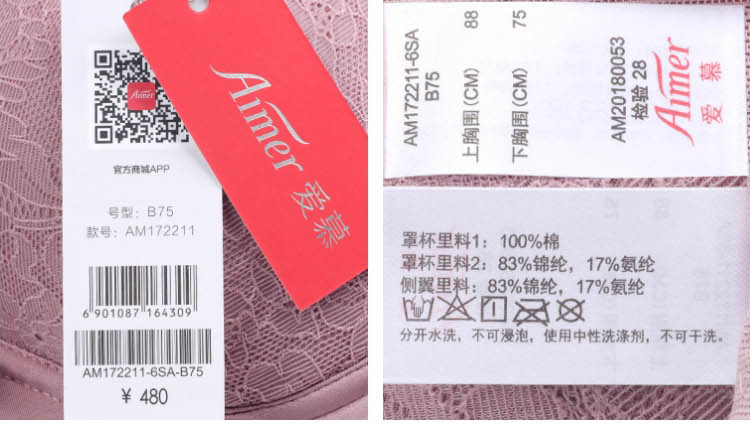 Aimer
官方商城APP
号型: B75
款号: AM172211
6 901087 164309
AM172211-6SA-B75
¥ 480
Aimer 爱慕
AM172211-6SA
B75
上胸围(CM) 88
下胸围(CM) 75
AM20180053
检验 28
Aimer
爱慕
罩杯里料1: 100%棉
罩杯里料2: 83%锦纶, 17%氨纶
侧翼里料: 83%锦纶, 17%氨纶
分开水洗, 不可浸泡, 使用中性洗涤剂, 不可干洗。